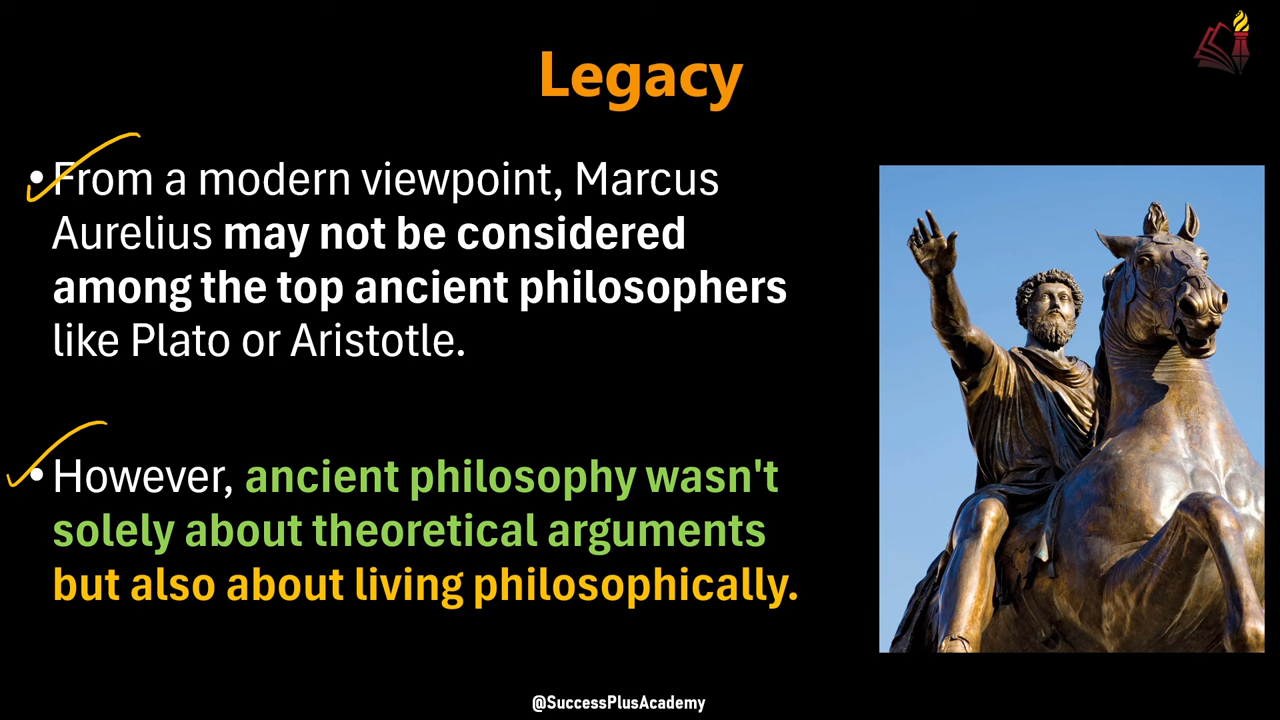 Legacy
• From a modern viewpoint, Marcus
Aurelius may not be considered
among the top ancient philosophers
like Plato or Aristotle.
• However, ancient philosophy wasn't
solely about theoretical arguments
but also about living philosophically.
@SuccessPlusAcademy